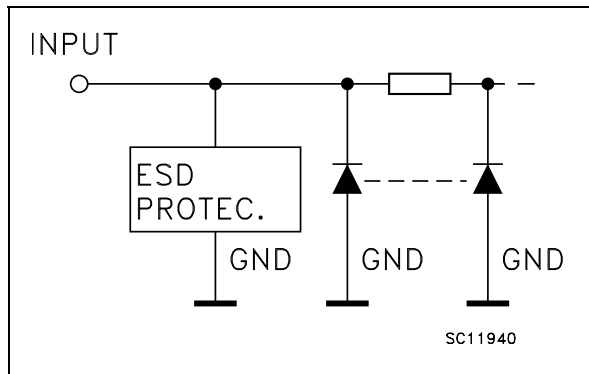 INPUT
ESD
PROTEC.
GND
GND
GND
SC11940